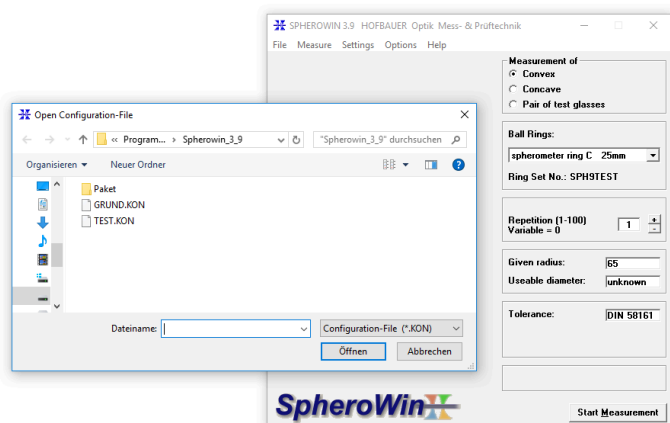 SPHEROWIN 3.9 HOFBAUER Optik Mess- & Prüftechnik
File Measure Settings Options Help
Measurement of
Convex
Concave
Pair of test glasses
Ball Rings:
spherometer ring C 25mm
Ring Set No.: SPH9TEST
Repetition (1-100)
Variable = 0
1
+
-
Given radius:
65
Useable diameter:
unknown
Tolerance:
DIN 58161
Start Measurement
SpheroWin
Open Configuration-File
« Program... > Spherowin_3_9
"Spherowin_3_9" durchsuchen
Organisieren
Neuer Ordner
Paket
GRUND.KON
TEST.KON
Dateiname:
Configuration-File (*.KON)
Öffnen
Abbrechen